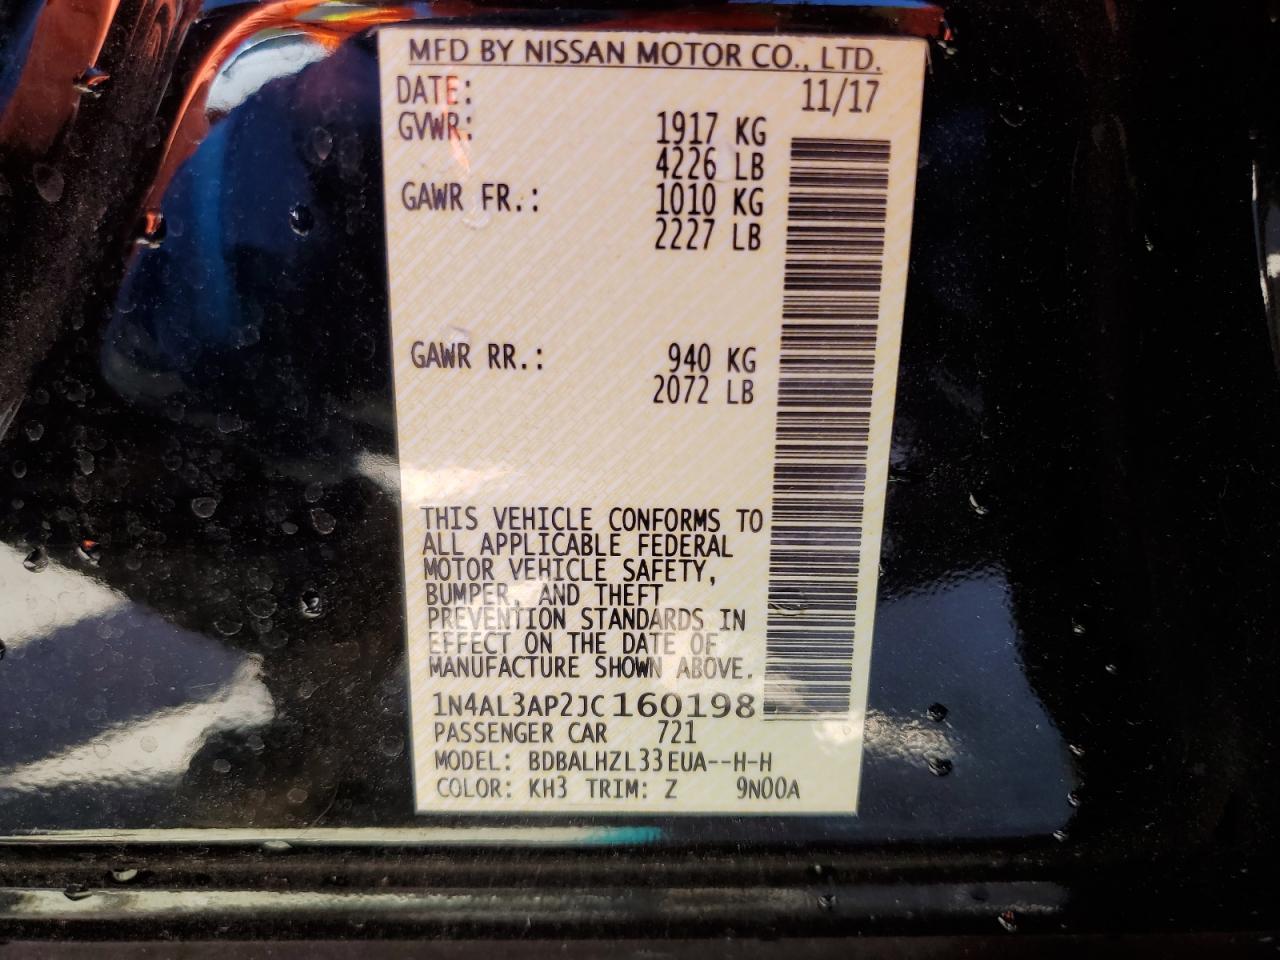 MFD BY NISSAN MOTOR CO., LTD.
DATE: 11/17
GVWR: 1917 KG
4226 LB
GAWR FR.: 1010 KG
2227 LB
GAWR RR.: 940 KG
2072 LB
THIS VEHICLE CONFORMS TO
ALL APPLICABLE FEDERAL
MOTOR VEHICLE SAFETY,
BUMPER, AND THEFT
PREVENTION STANDARDS IN
EFFECT ON THE DATE OF
MANUFACTURE SHOWN ABOVE.
1N4AL3AP2JC160198
PASSENGER CAR 721
MODEL: BDBALHZL33EUA--H-H
COLOR: KH3 TRIM: Z 9N00A